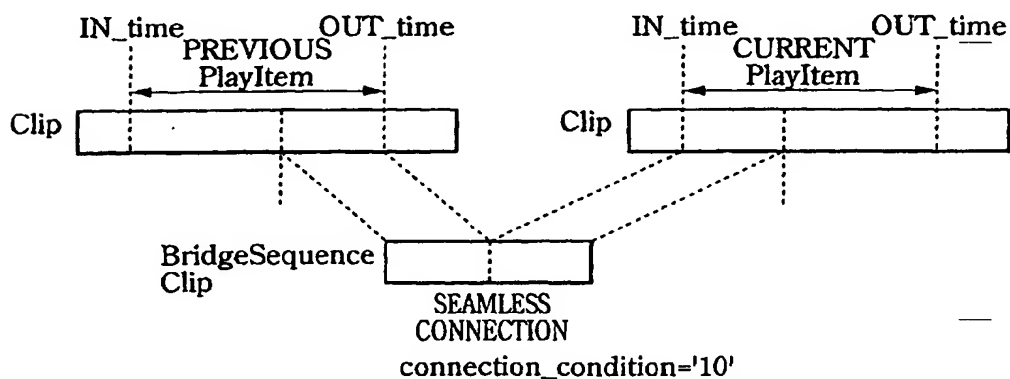 IN_time OUT_time IN_time OUT_time
PREVIOUS CURRENT
PlayItem PlayItem
Clip Clip
BridgeSequence
Clip
SEAMLESS
CONNECTION
connection_condition='10'